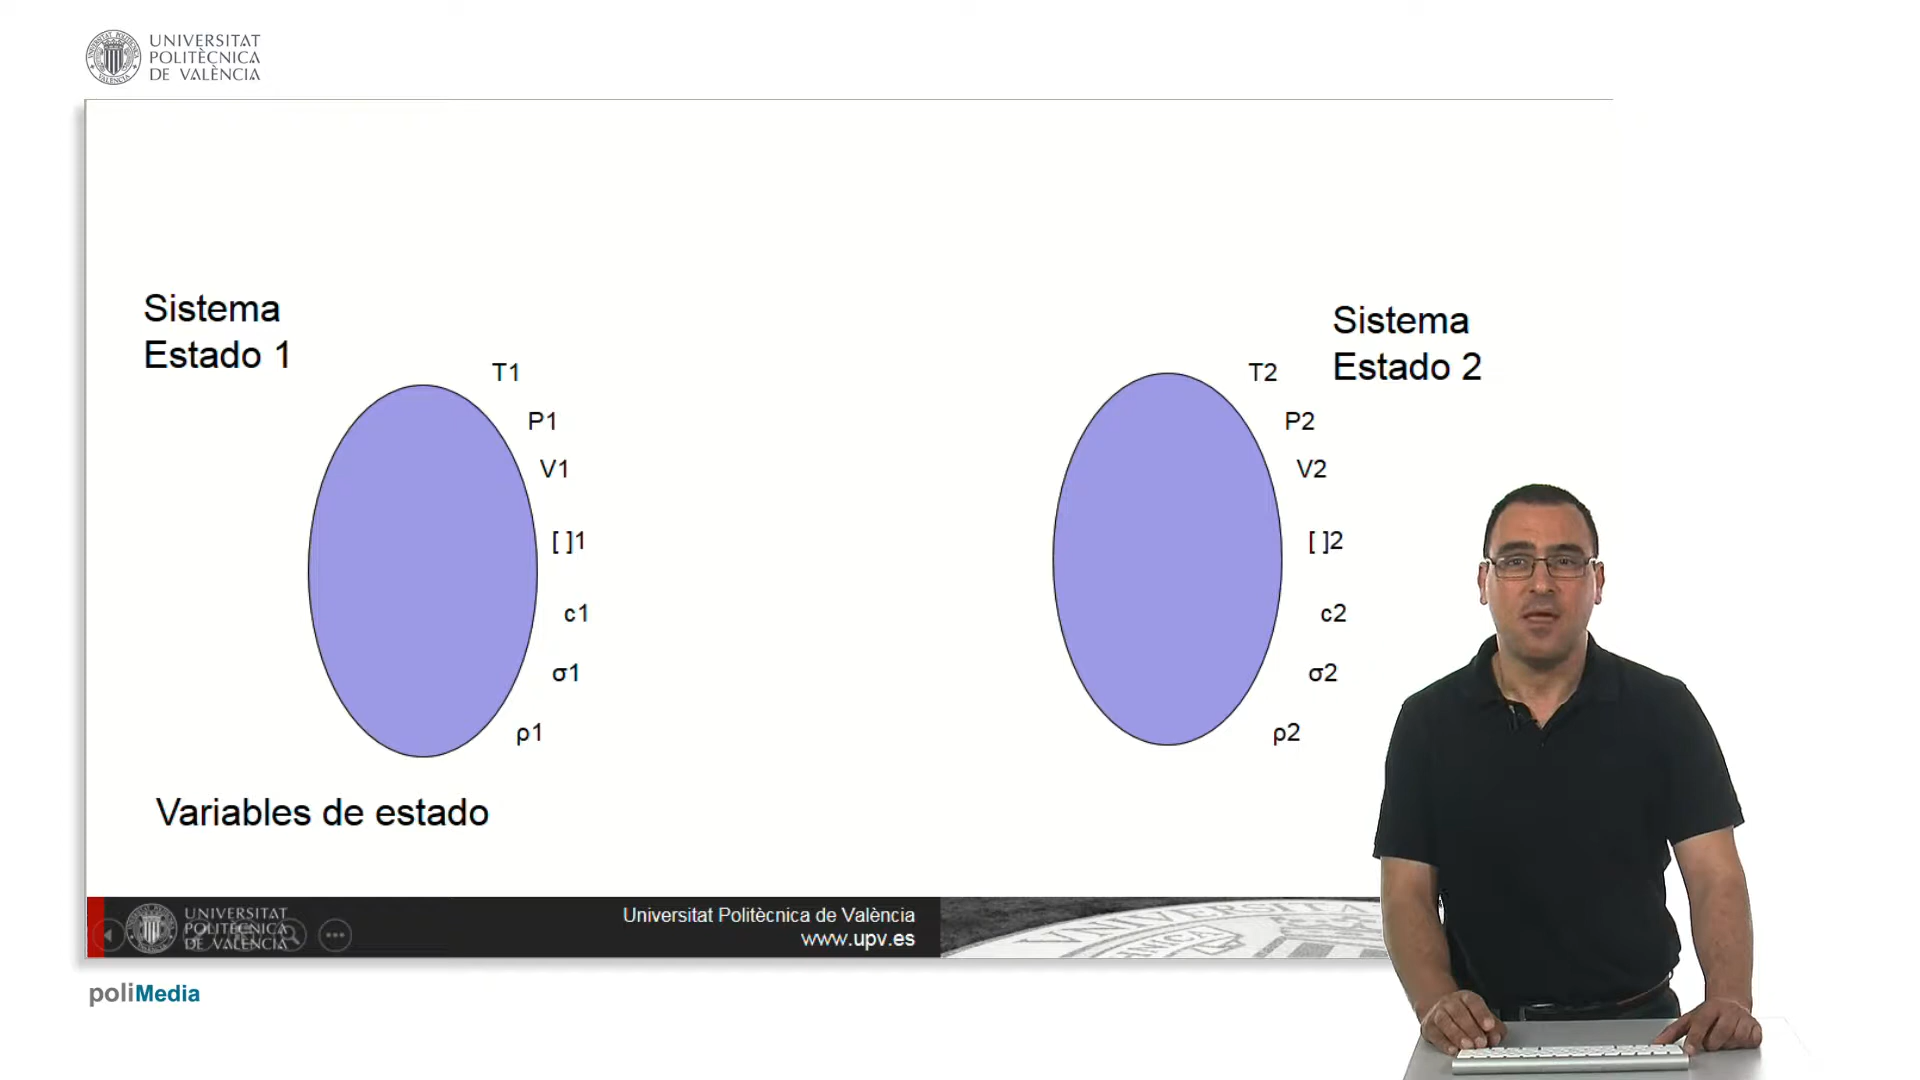 UNIVERSITAT
POLITÈCNICA
DE VALÈNCIA
Sistema
Estado 1
T1
P1
V1
[ ]1
c1
σ1
ρ1
Sistema
Estado 2
T2
P2
V2
[ ]2
c2
σ2
ρ2
Variables de estado
UNIVERSITAT
POLITÈCNICA
DE VALÈNCIA
Universitat Politècnica de València
www.upv.es
poliMedia